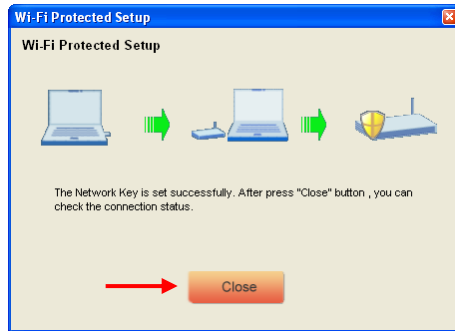 Wi-Fi Protected Setup
Wi-Fi Protected Setup
The Network Key is set successfully. After press "Close" button , you can
check the connection status.
Close